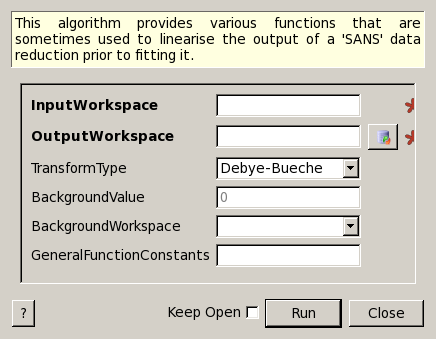 This algorithm provides various functions that are
sometimes used to linearise the output of a 'SANS' data
reduction prior to fitting it.
InputWorkspace
OutputWorkspace
TransformType Debye-Bueche
BackgroundValue 0
BackgroundWorkspace
GeneralFunctionConstants
? Keep Open Run Close